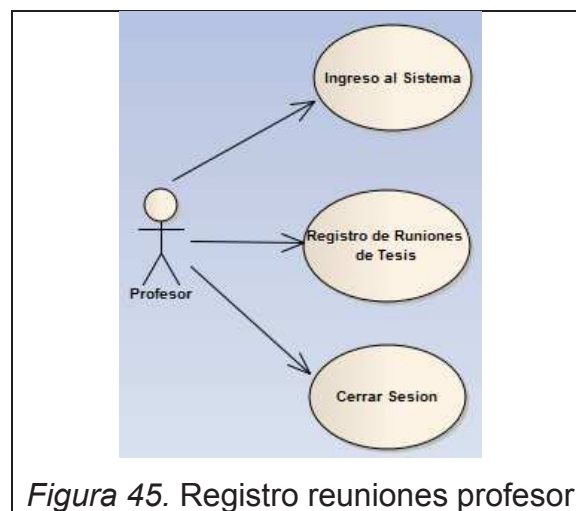 Ingreso al Sistema
Registro de Runiones
de Tesis
Profesor
Cerrar Sesion
Figura 45. Registro reuniones profesor